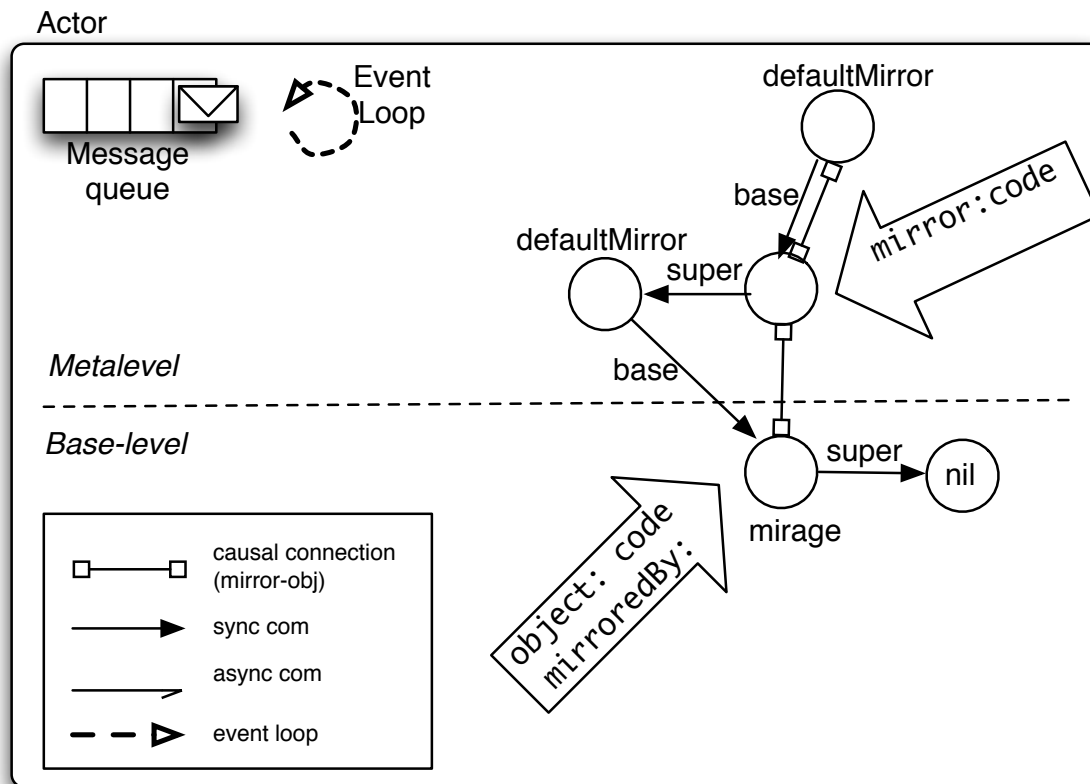 Actor
Event
Loop
Message
queue
defaultMirror
base
mirror:code
defaultMirror
super
Metalevel
base
Base-level
super
nil
mirage
object: code
mirroredBy:
causal connection
(mirror-obj)
sync com
async com
event loop